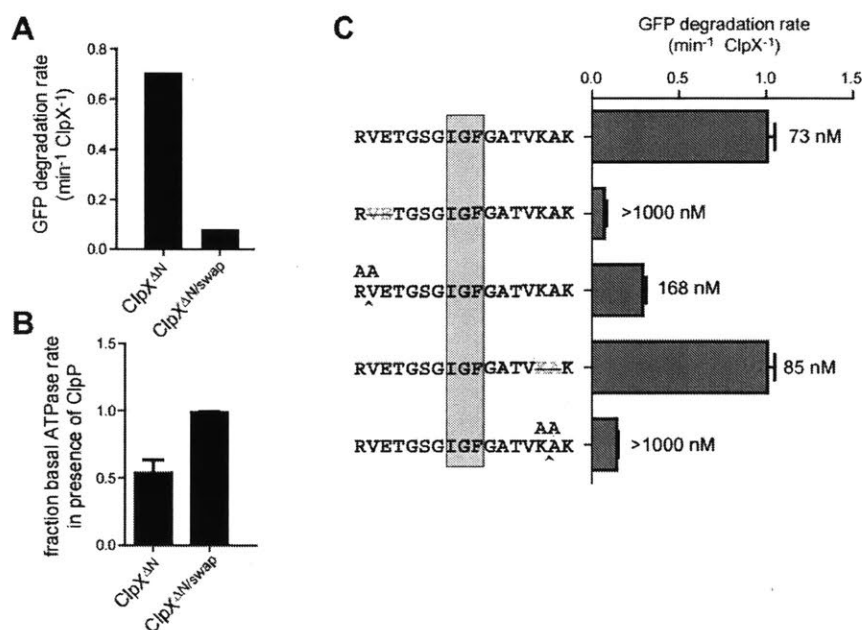 A
GFP degradation rate
(min-1 ClpX-1)
0.8
0.6
0.4
0.2
0.0
ClpXΔN
ClpXΔN/swap
B
fraction basal ATPase rate
in presence of ClpP
1.5
1.0
0.5
0.0
ClpXΔN
ClpXΔN/swap
C
GFP degradation rate
(min-1 ClpX-1)
0.0 0.5 1.0 1.5
RVETGSGIGFGATVKAK 73 nM
RVETGSGIGFGATVKAK >1000 nM
AA
RVETGSGIGFGATVKAK 168 nM
RVETGSGIGFGATVKAK 85 nM
AA
RVETGSGIGFGATVKAK >1000 nM